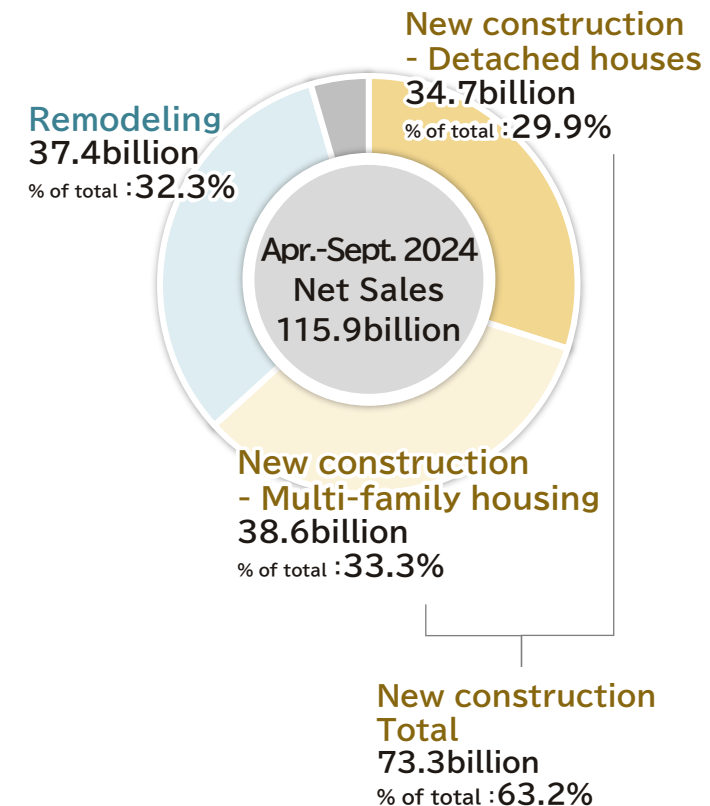 New construction
- Detached houses
34.7billion
% of total :29.9%
Remodeling
37.4billion
% of total :32.3%
Apr.-Sept. 2024
Net Sales
115.9billion
New construction
- Multi-family housing
38.6billion
% of total :33.3%
New construction
Total
73.3billion
% of total :63.2%